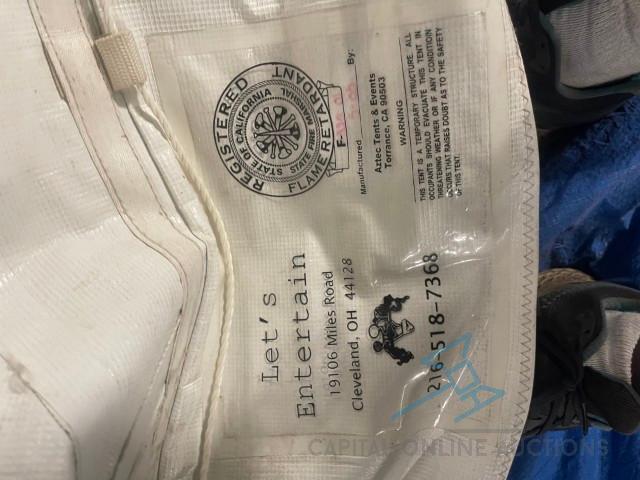 REGISTERED
STATE OF CALIFORNIA
STATE FIRE MARSHAL
FLAME RETARDANT
Manufactured By:
Aztec Tents & Events
Torrance, CA 90503
WARNING
THIS TENT IS A TEMPORARY STRUCTURE. ALL
OCCUPANTS SHOULD EVACUATE THIS TENT IN
THREATENING WEATHER OR IF ANY CONDITION
OCCURS THAT RAISES DOUBT AS TO THE SAFETY
OF THIS TENT.
Let's
Entertain
19106 Miles Road
Cleveland, OH 44128
216-518-7368
CAPITAL ONLINE AUCTIONS